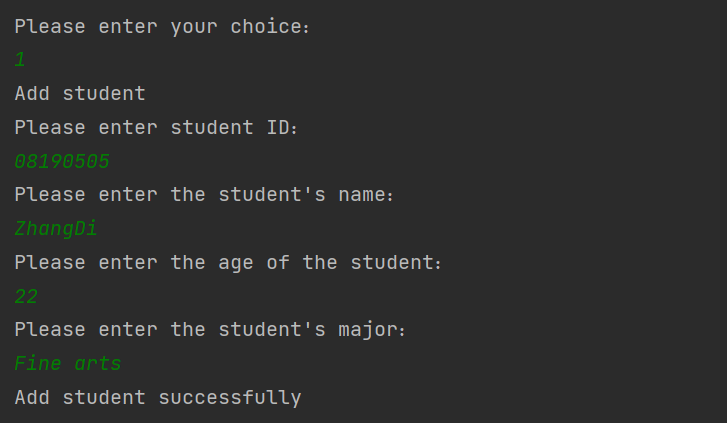 Please enter your choice：
1
Add student
Please enter student ID：
08190505
Please enter the student's name：
ZhangDi
Please enter the age of the student：
22
Please enter the student's major：
Fine arts
Add student successfully